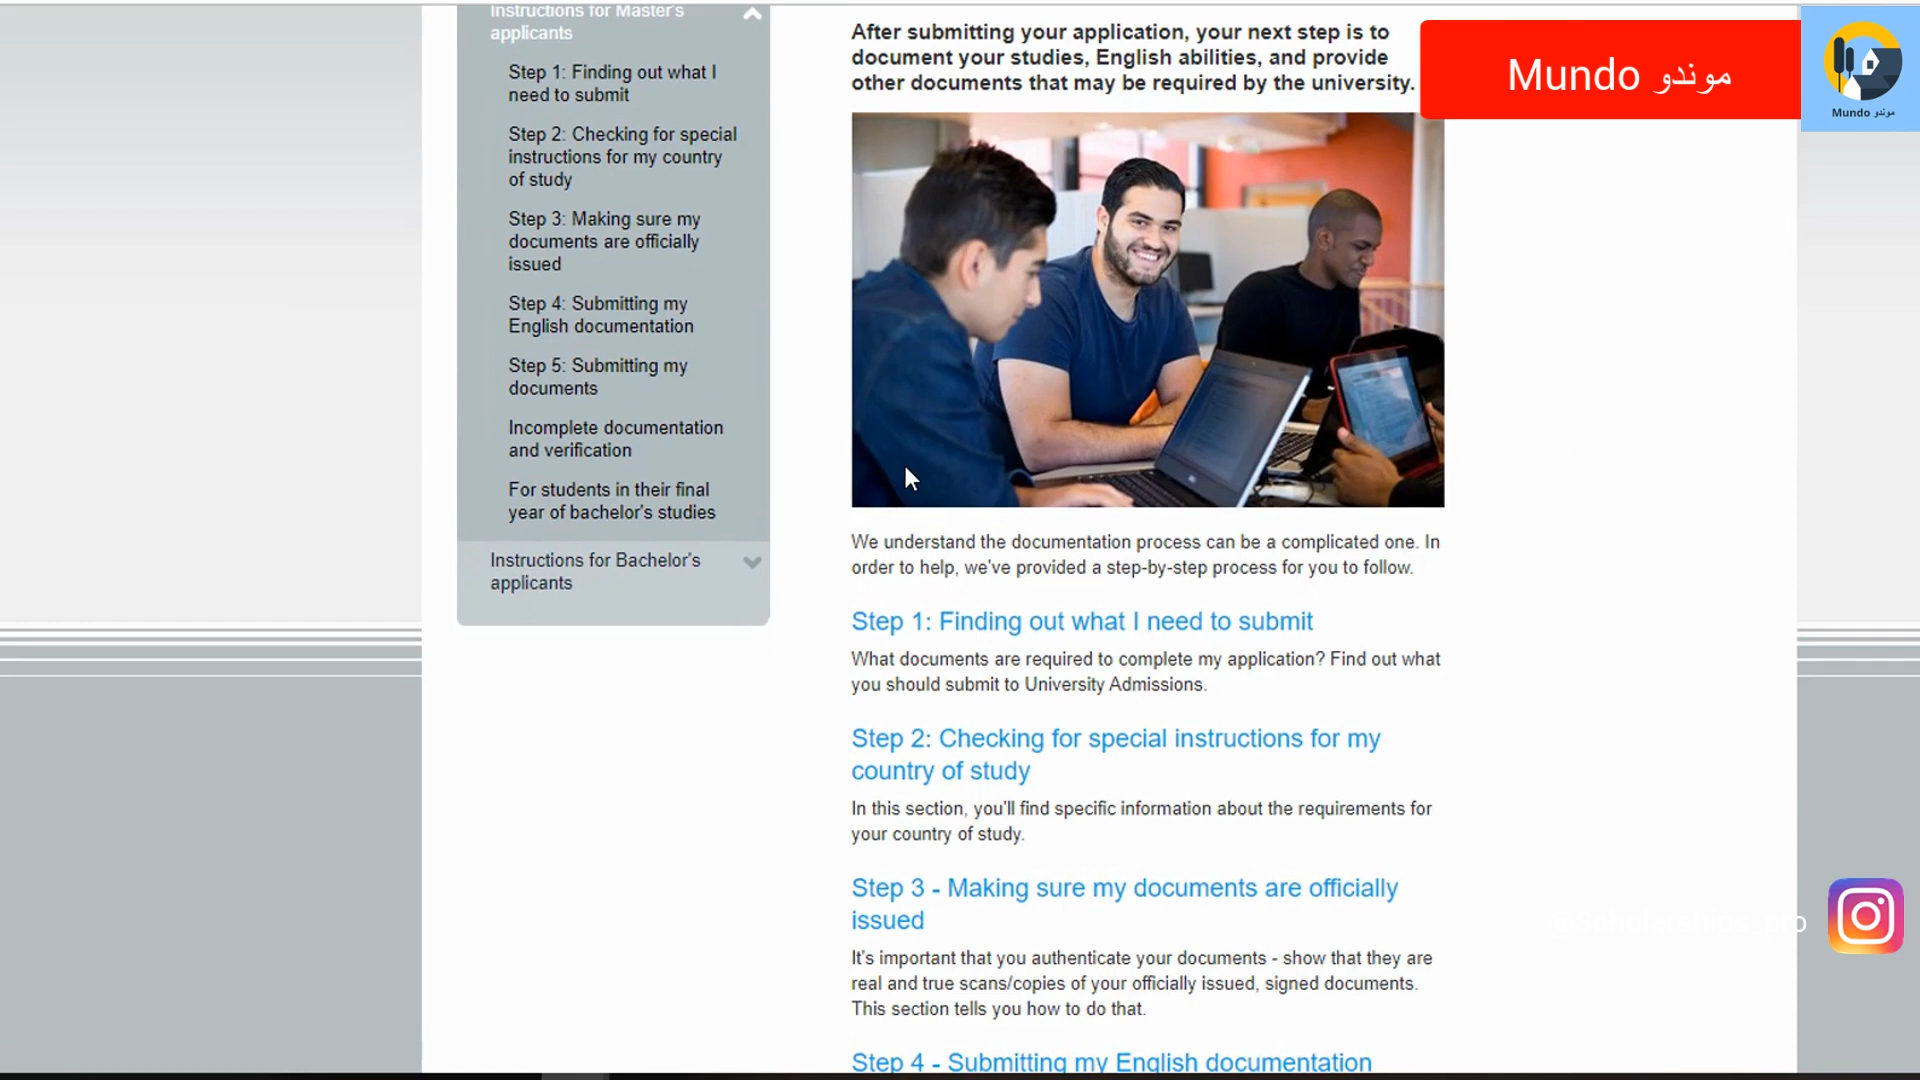 Instructions for Master's
applicants
Step 1: Finding out what I
need to submit
Step 2: Checking for special
instructions for my country
of study
Step 3: Making sure my
documents are officially
issued
Step 4: Submitting my
English documentation
Step 5: Submitting my
documents
Incomplete documentation
and verification
For students in their final
year of bachelor's studies
Instructions for Bachelor's
applicants
After submitting your application, your next step is to
document your studies, English abilities, and provide
other documents that may be required by the university.
We understand the documentation process can be a complicated one. In
order to help, we've provided a step-by-step process for you to follow.
Step 1: Finding out what I need to submit
What documents are required to complete my application? Find out what
you should submit to University Admissions.
Step 2: Checking for special instructions for my
country of study
In this section, you'll find specific information about the requirements for
your country of study.
Step 3 - Making sure my documents are officially
issued
It's important that you authenticate your documents - show that they are
real and true scans/copies of your officially issued, signed documents.
This section tells you how to do that.
Step 4 - Submitting my English documentation
Mundo موندو
Mundo موندو